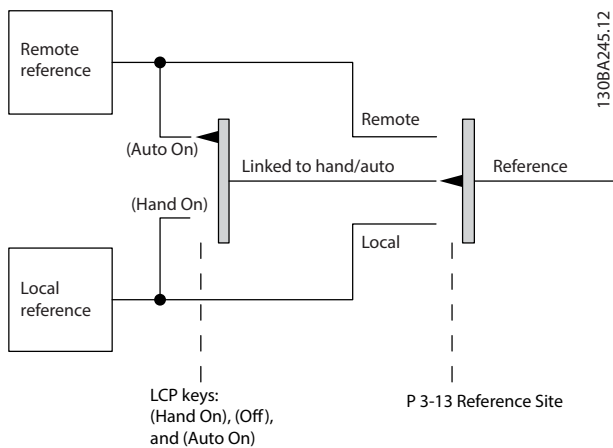 Remote
reference
130BA245.12
Remote
(Auto On)
Linked to hand/auto
Reference
(Hand On)
Local
Local
reference
LCP keys:
(Hand On), (Off),
and (Auto On)
P 3-13 Reference Site